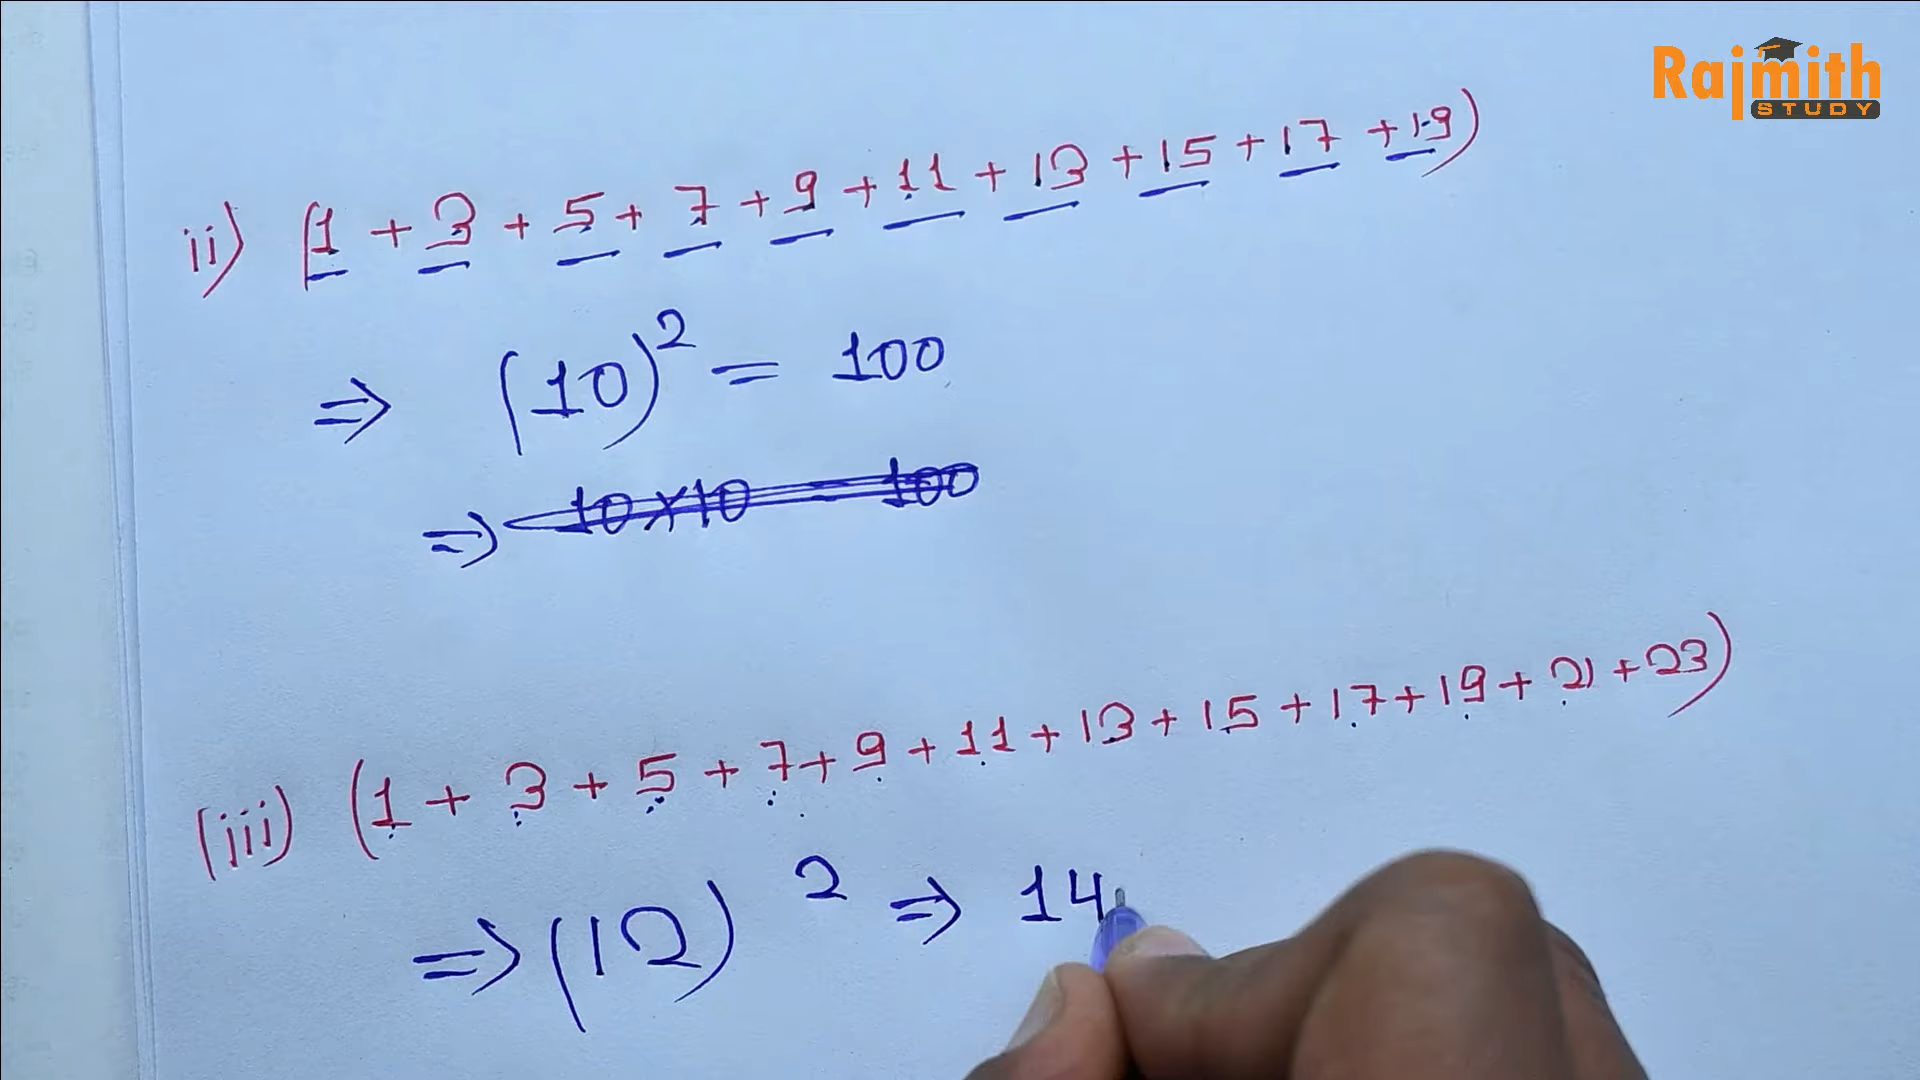 Rajmith
STUDY
ii) (1 + 3 + 5 + 7 + 9 + 11 + 13 + 15 + 17 + 19)
⇒ (10)² = 100
⇒ 10×10 = 100
(iii) (1 + 3 + 5 + 7 + 9 + 11 + 13 + 15 + 17 + 19 + 21 + 23)
⇒ (12)² ⇒ 14